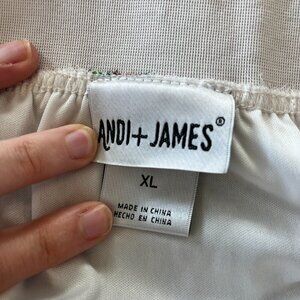 ANDI+JAMES®
XL
MADE IN CHINA
HECHO EN CHINA